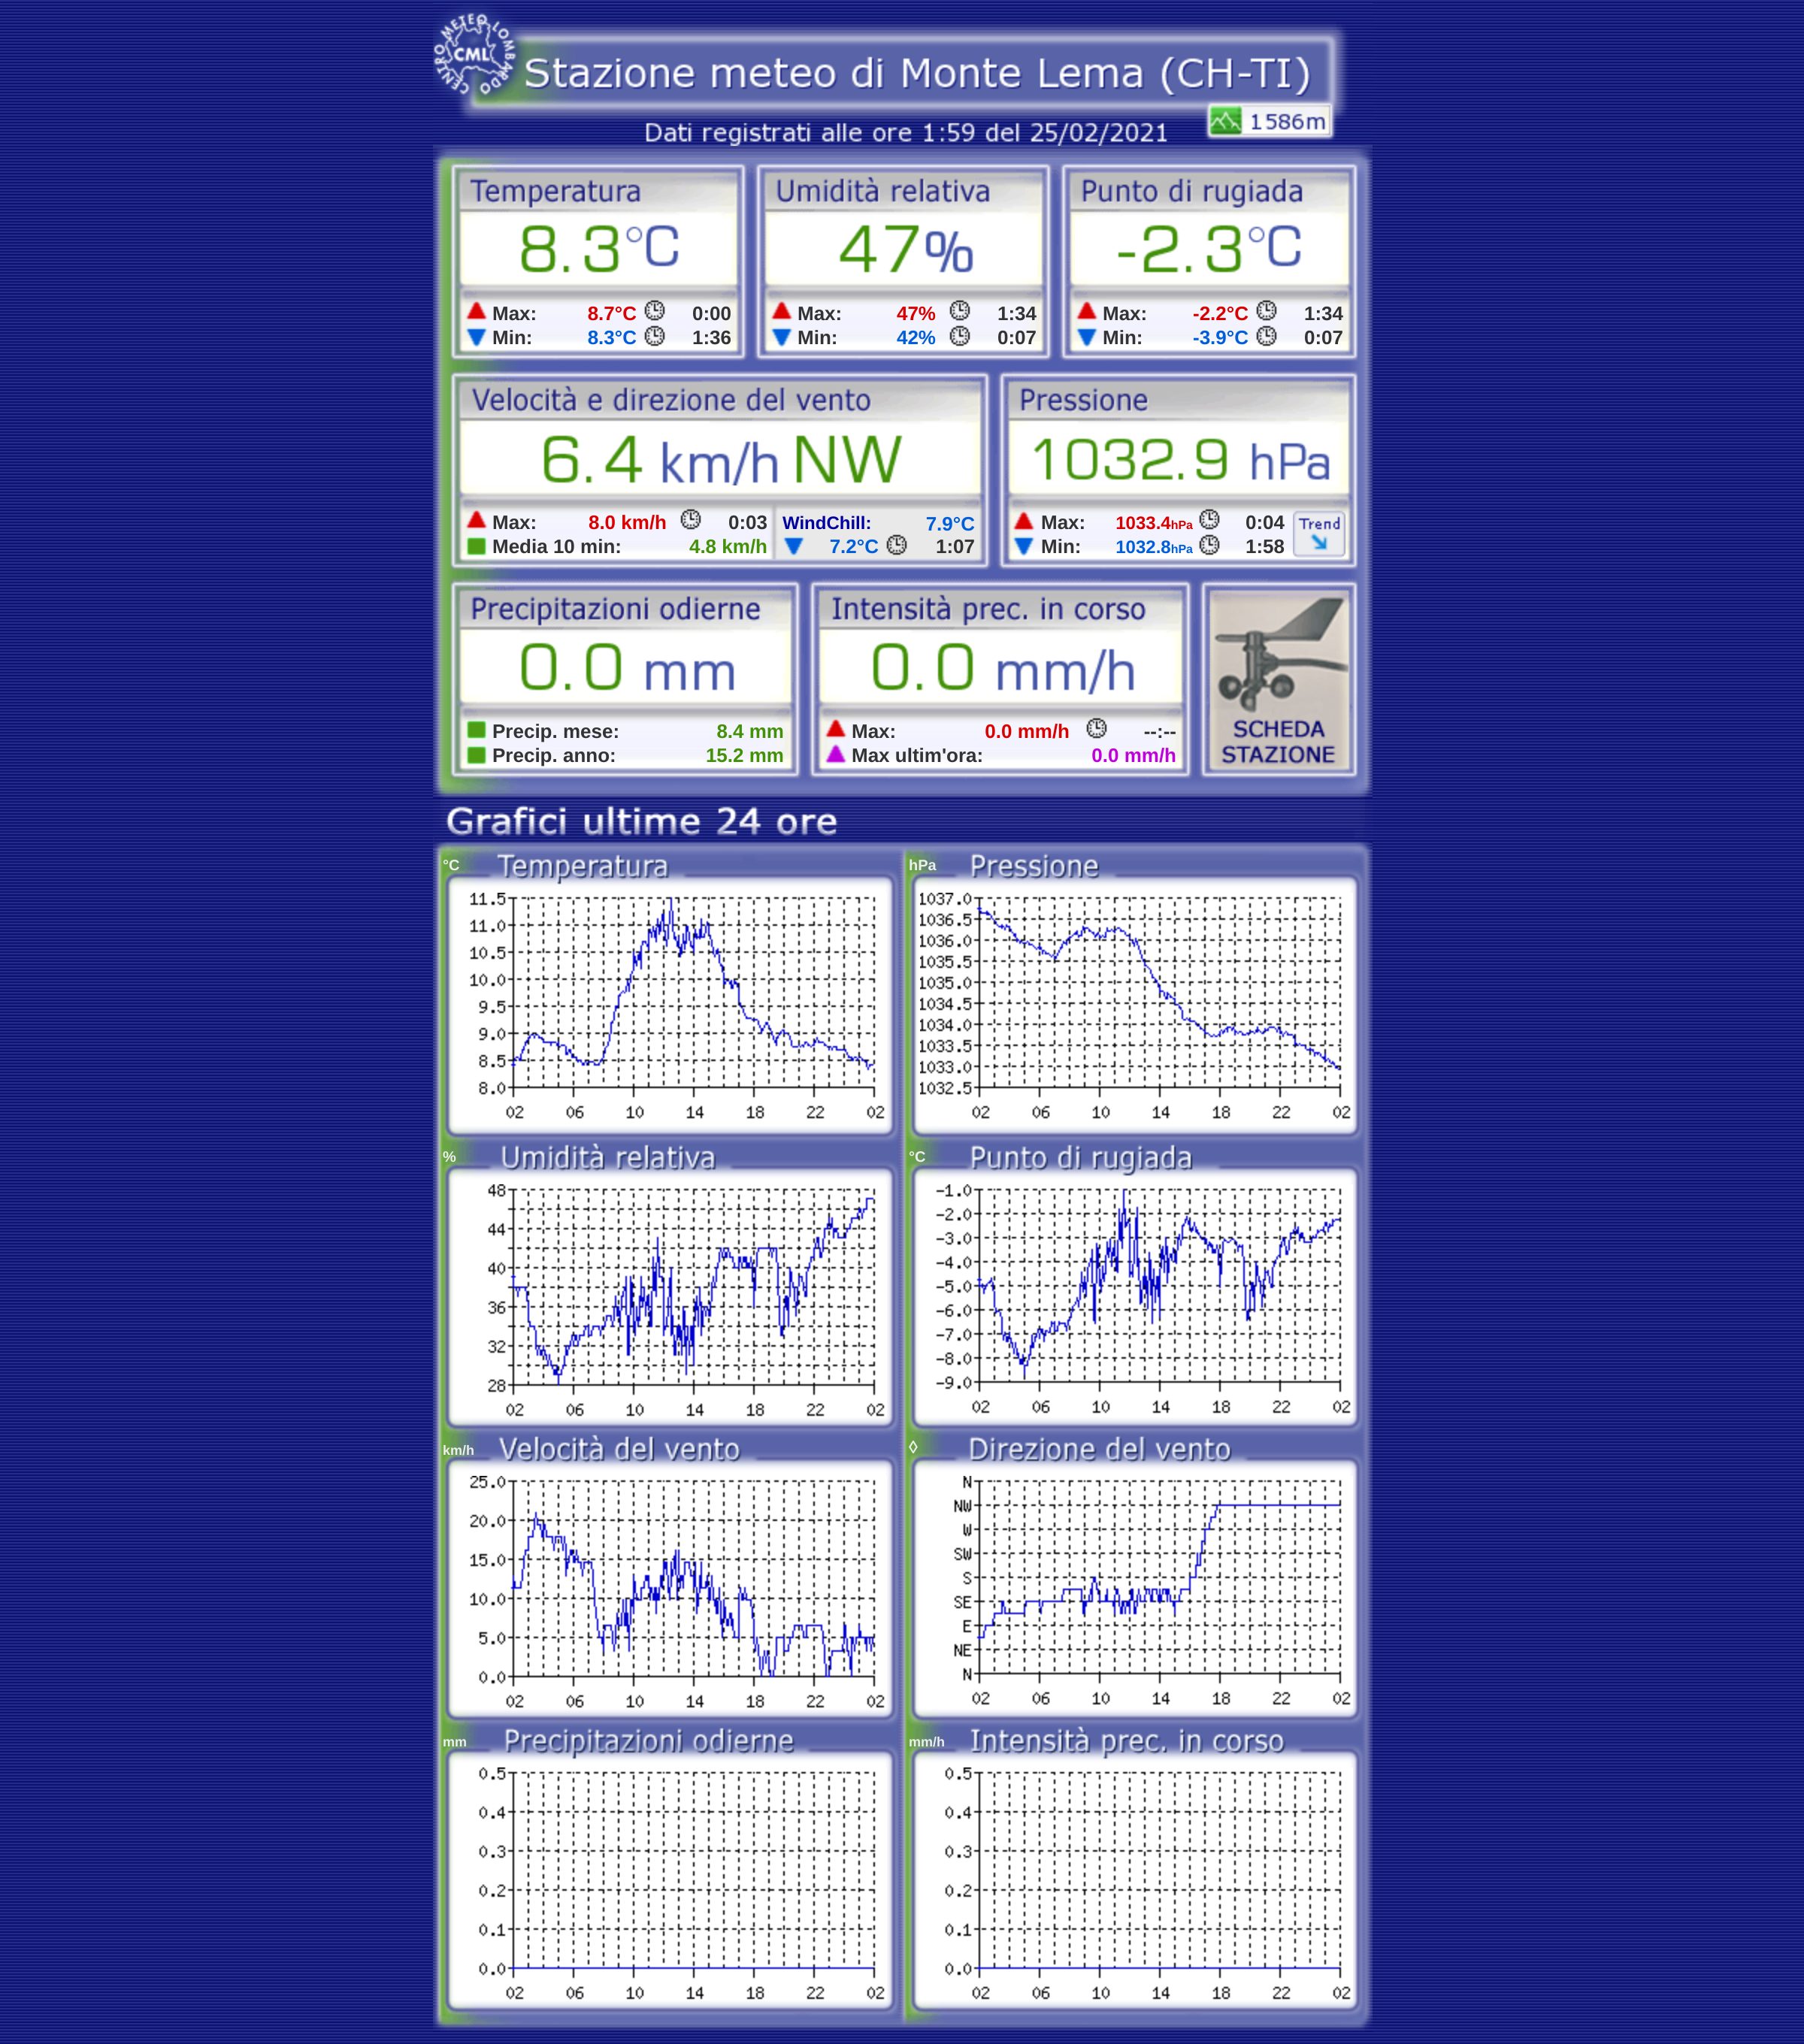 CENTRO METEO LOMBARDO
CML
Stazione meteo di Monte Lema (CH-TI)
1586m
Dati registrati alle ore 1:59 del 25/02/2021
Temperatura Umidità relativa Punto di rugiada
8.3°C 47% -2.3°C
Max: 8.7°C 0:00 Max: 47% 1:34 Max: -2.2°C 1:34
Min: 8.3°C 1:36 Min: 42% 0:07 Min: -3.9°C 0:07
Velocità e direzione del vento Pressione
6.4 km/h NW 1032.9 hPa
Max: 8.0 km/h 0:03 WindChill: 7.9°C Max: 1033.4hPa 0:04 Trend
Media 10 min: 4.8 km/h 7.2°C 1:07 Min: 1032.8hPa 1:58
Precipitazioni odierne Intensità prec. in corso
0.0 mm 0.0 mm/h
Precip. mese: 8.4 mm Max: 0.0 mm/h --:-- SCHEDA
Precip. anno: 15.2 mm Max ultim'ora: 0.0 mm/h STAZIONE
Grafici ultime 24 ore
°C Temperatura hPa Pressione
11.5 1037.0
11.0 1036.5
10.5 1036.0
10.0 1035.5
9.5 1035.0
9.0 1034.5
8.5 1034.0
8.0 1033.5
1033.0
1032.5
02 06 10 14 18 22 02 02 06 10 14 18 22 02
% Umidità relativa °C Punto di rugiada
48 -1.0
44 -2.0
40 -3.0
36 -4.0
32 -5.0
28 -6.0
-7.0
-8.0
-9.0
02 06 10 14 18 22 02 02 06 10 14 18 22 02
km/h Velocità del vento ◊ Direzione del vento
25.0 N
20.0 NW
15.0 W
10.0 SW
5.0 S
0.0 SE
E
NE
N
02 06 10 14 18 22 02 02 06 10 14 18 22 02
mm Precipitazioni odierne mm/h Intensità prec. in corso
0.5 0.5
0.4 0.4
0.3 0.3
0.2 0.2
0.1 0.1
0.0 0.0
02 06 10 14 18 22 02 02 06 10 14 18 22 02